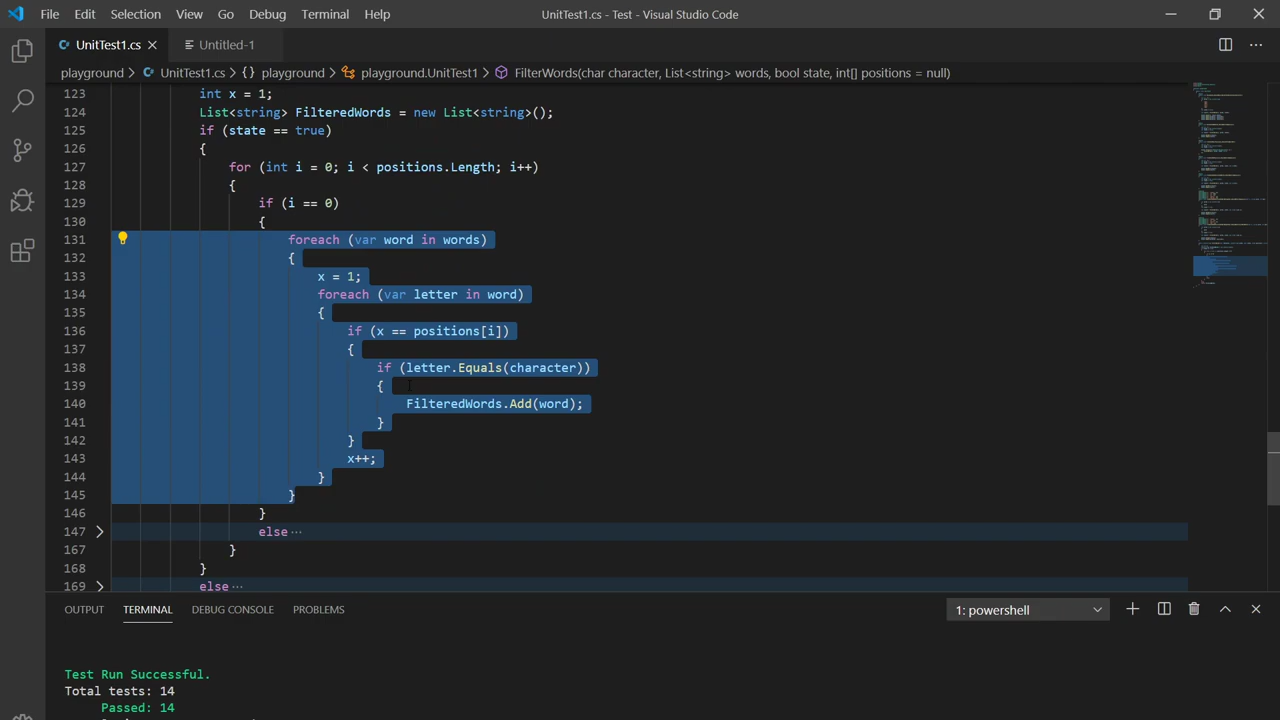 File Edit Selection View Go Debug Terminal Help UnitTest1.cs - Test - Visual Studio Code
UnitTest1.cs Untitled-1
playground > UnitTest1.cs > {} playground > playground.UnitTest1 > FilterWords(char character, List<string> words, bool state, int[] positions = null)
123 int x = 1;
124 List<string> FilteredWords = new List<string>();
125 if (state == true)
126 {
127 for (int i = 0; i < positions.Length; i++)
128 {
129 if (i == 0)
130 {
131 foreach (var word in words)
132 {
133 x = 1;
134 foreach (var letter in word)
135 {
136 if (x == positions[i])
137 {
138 if (letter.Equals(character))
139 {
140 FilteredWords.Add(word);
141 }
142 }
143 x++;
144 }
145 }
146 }
147 else ...
167 }
168 }
169 else ...
OUTPUT TERMINAL DEBUG CONSOLE PROBLEMS 1: powershell
Test Run Successful.
Total tests: 14
Passed: 14